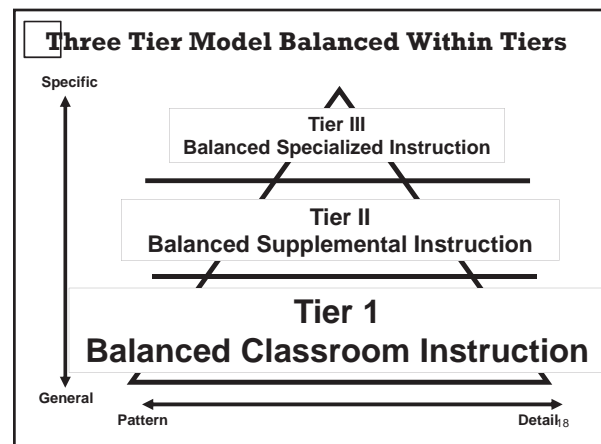 Three Tier Model Balanced Within Tiers
Specific
Tier III
Balanced Specialized Instruction
Tier II
Balanced Supplemental Instruction
Tier 1
Balanced Classroom Instruction
General
Pattern
Detail
18